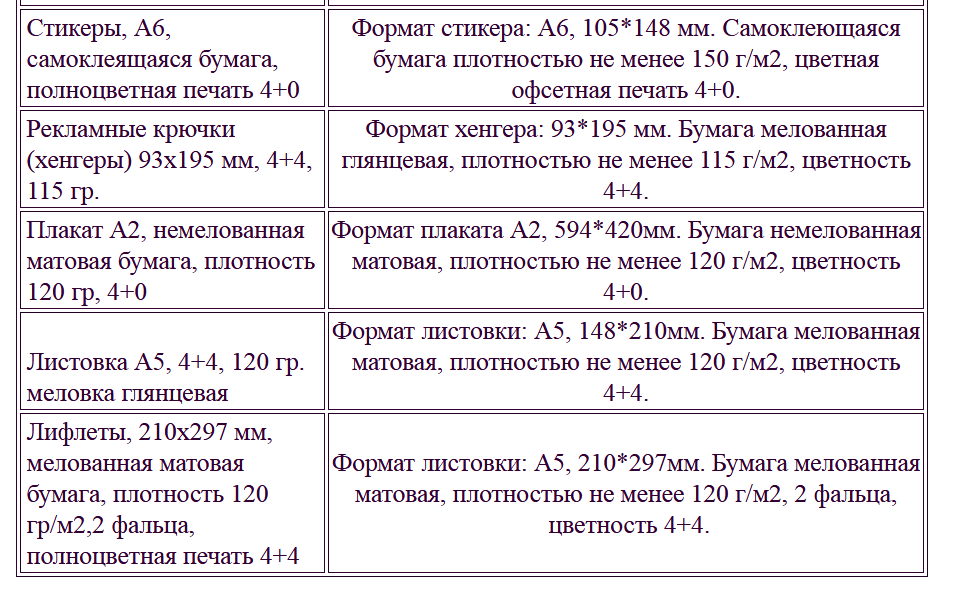 Стикеры, А6,
самоклеящаяся бумага,
полноцветная печать 4+0
Формат стикера: А6, 105*148 мм. Самоклеющаяся
бумага плотностью не менее 150 г/м2, цветная
офсетная печать 4+0.
Рекламные крючки
(хенгеры) 93х195 мм, 4+4,
115 гр.
Формат хенгера: 93*195 мм. Бумага мелованная
глянцевая, плотностью не менее 115 г/м2, цветность
4+4.
Плакат А2, немелованная
матовая бумага, плотность
120 гр, 4+0
Формат плаката А2, 594*420мм. Бумага немелованная
матовая, плотностью не менее 120 г/м2, цветность
4+0.
Листовка А5, 4+4, 120 гр.
меловка глянцевая
Формат листовки: А5, 148*210мм. Бумага мелованная
матовая, плотностью не менее 120 г/м2, цветность
4+4.
Лифлеты, 210х297 мм,
мелованная матовая
бумага, плотность 120
гр/м2,2 фальца,
полноцветная печать 4+4
Формат листовки: А5, 210*297мм. Бумага мелованная
матовая, плотностью не менее 120 г/м2, 2 фальца,
цветность 4+4.